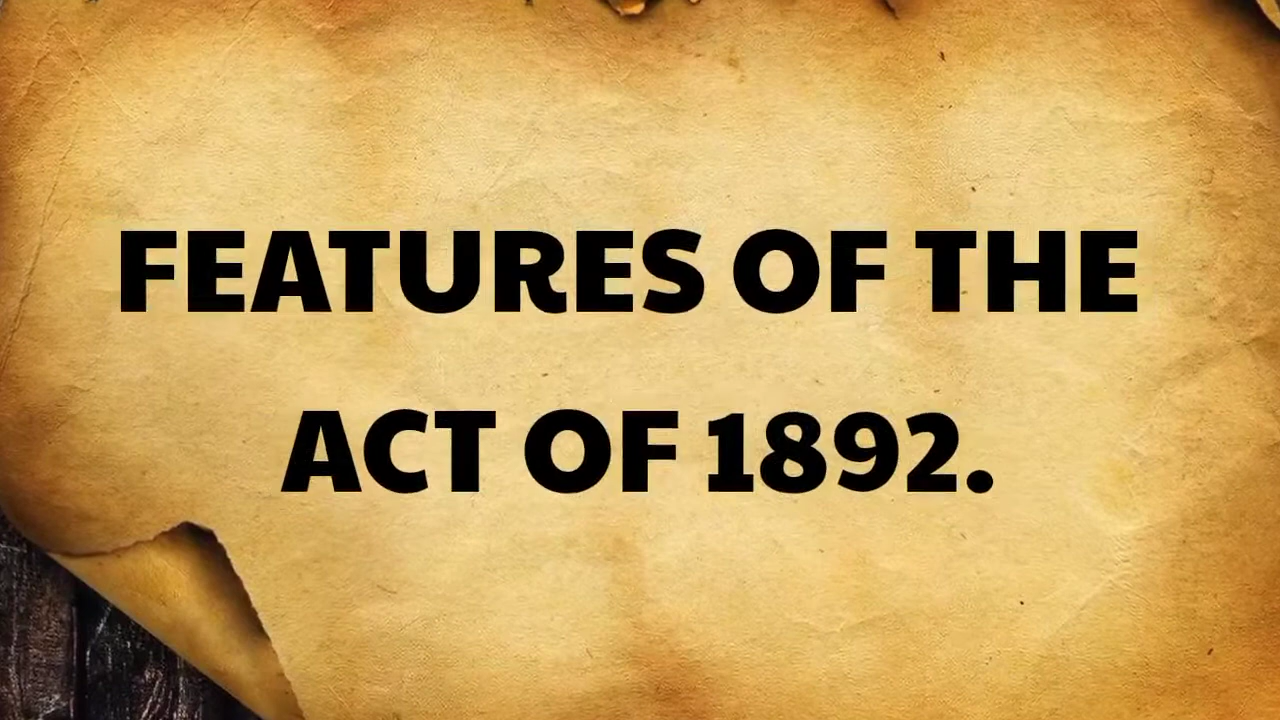 FEATURES OF THE
ACT OF 1892.